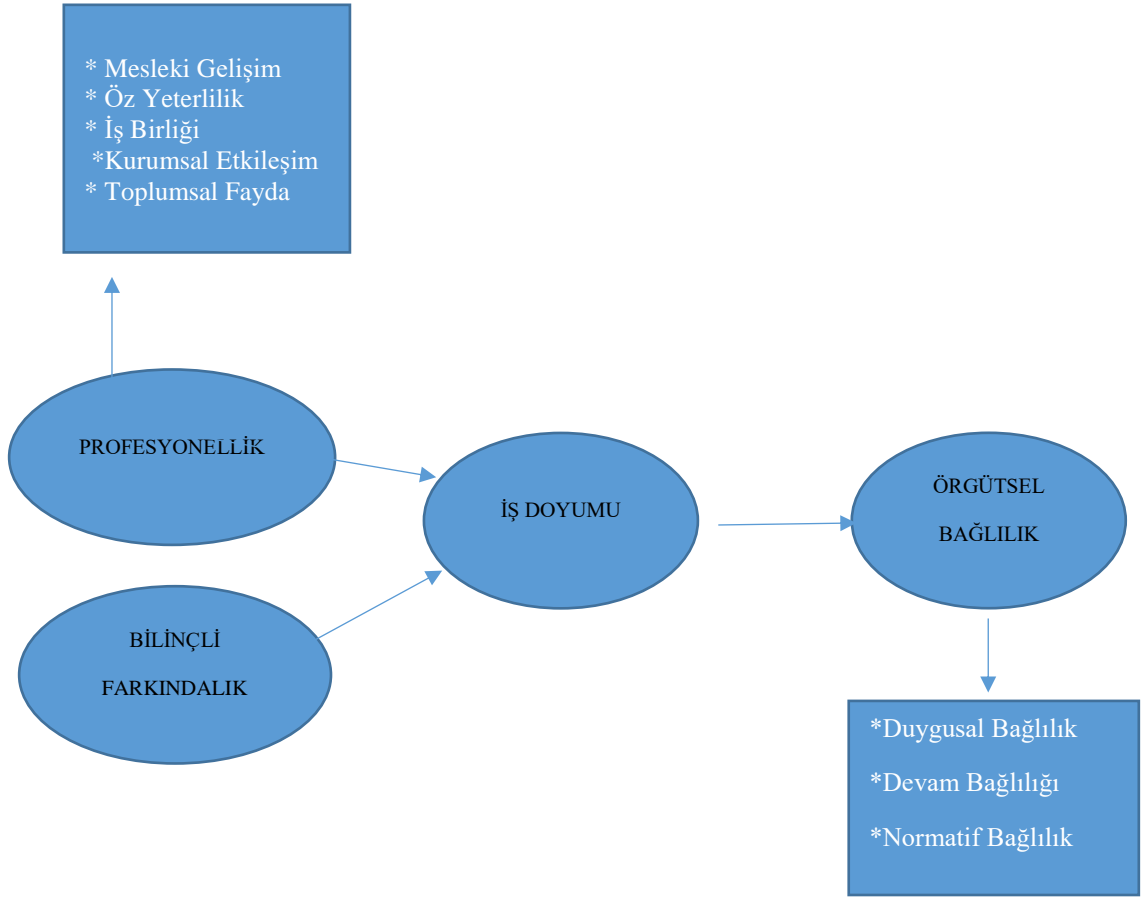 * Mesleki Gelişim
* Öz Yeterlilik
* İş Birliği
*Kurumsal Etkileşim
* Toplumsal Fayda
PROFESYONELLİK
İŞ DOYUMU
ÖRGÜTSEL
BAĞLILIK
BİLİNÇLİ
FARKINDALIK
*Duygusal Bağlılık
*Devam Bağlılığı
*Normatif Bağlılık